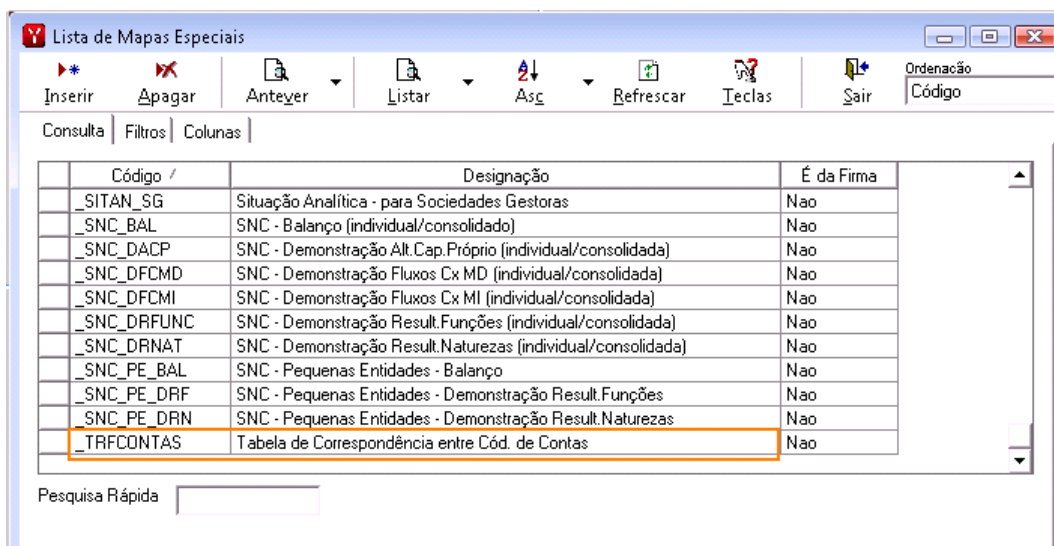 Lista de Mapas Especiais
Inserir Apagar Antever Listar Asc Refrescar Teclas Sair Ordenacão
Código
Consulta Filtros Colunas
Código / Designação É da Firma
_SITAN_SG Situação Analítica - para Sociedades Gestoras Nao
_SNC_BAL SNC - Balanço (individual/consolidado) Nao
_SNC_DACP SNC - Demonstração Alt.Cap.Próprio (individual/consolidada) Nao
_SNC_DFCMD SNC - Demonstração Fluxos Cx MD (individual/consolidada) Nao
_SNC_DFCMI SNC - Demonstração Fluxos Cx MI (individual/consolidada) Nao
_SNC_DRFUNC SNC - Demonstração Result.Funções (individual/consolidada) Nao
_SNC_DRNAT SNC - Demonstração Result.Naturezas (individual/consolidada) Nao
_SNC_PE_BAL SNC - Pequenas Entidades - Balanço Nao
_SNC_PE_DRF SNC - Pequenas Entidades - Demonstração Result.Funções Nao
_SNC_PE_DRN SNC - Pequenas Entidades - Demonstração Result.Naturezas Nao
_TRFCONTAS Tabela de Correspondência entre Cód. de Contas Nao
Pesquisa Rápida